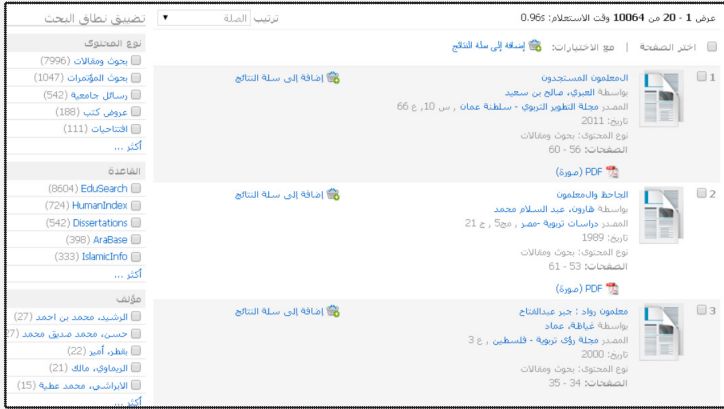 عرض 1 - 20 من 10064 وقت الاستعلام: 0.96s
ترتيب الصلة
اختر الصفحة | مع الاختيارات: إضافة إلى سلة النتائج
1
المعلمون المستجدون
إضافة إلى سلة النتائج
بواسطة العبري، صالح بن سعيد
المصدر مجلة التطوير التربوي - سلطنة عمان , س 10, ع 66
تاريخ: 2011
نوع المحتوى: بحوث ومقالات
الصفحات: 56 - 60
PDF (صورة)
2
الجاحظ والمعلمون
إضافة إلى سلة النتائج
بواسطة هارون، عبد السلام محمد
المصدر دراسات تربوية -مصر , مج5 , ج 21
تاريخ: 1989
نوع المحتوى: بحوث ومقالات
الصفحات: 53 - 61
PDF (صورة)
3
معلمون رواد : جبر عبدالفتاح
إضافة إلى سلة النتائج
بواسطة غياظة، عماد
المصدر مجلة رؤى تربوية - فلسطين , ع 3
تاريخ: 2000
نوع المحتوى: بحوث ومقالات
الصفحات: 34 - 35
تضييق نطاق البحث
نوع المحتوى
بحوث ومقالات (7996)
بحوث المؤتمرات (1047)
رسائل جامعية (542)
عروض كتب (188)
افتتاحيات (111)
أكثر ...
القاعدة
EduSearch (8604)
HumanIndex (724)
Dissertations (542)
AraBase (398)
IslamicInfo (333)
أكثر ...
مؤلف
الرشيد، محمد بن احمد (27)
حسن، محمد صديق محمد (27
بقطر، أمير (22)
الريماوي، مالك (21)
الابراشي، محمد عطية (15)
أكثر ...